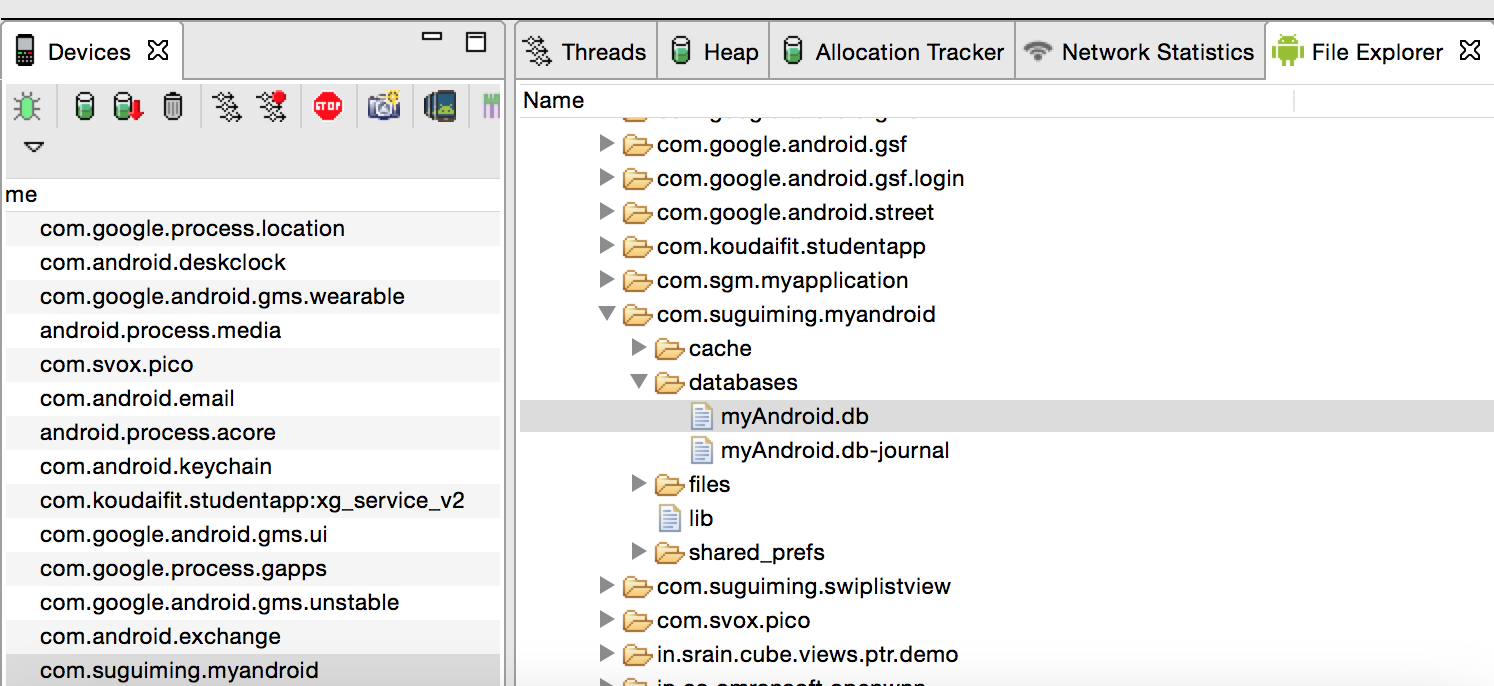 Devices
me
com.google.process.location
com.android.deskclock
com.google.android.gms.wearable
android.process.media
com.svox.pico
com.android.email
android.process.acore
com.android.keychain
com.koudaifit.studentapp:xg_service_v2
com.google.android.gms.ui
com.google.process.gapps
com.google.android.gms.unstable
com.android.exchange
com.suguiming.myandroid
Threads Heap Allocation Tracker Network Statistics File Explorer
Name
com.google.android.gsf
com.google.android.gsf.login
com.google.android.street
com.koudaifit.studentapp
com.sgm.myapplication
com.suguiming.myandroid
cache
databases
myAndroid.db
myAndroid.db-journal
files
lib
shared_prefs
com.suguiming.swiplistview
com.svox.pico
in.srain.cube.views.ptr.demo